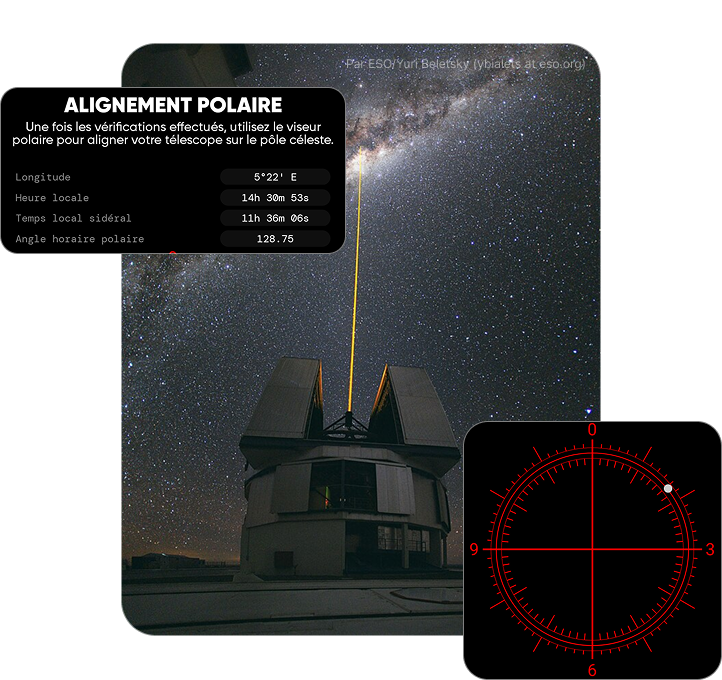 Par ESO/Yuri Beletsky (ybialets at eso.org)
ALIGNEMENT POLAIRE
Une fois les vérifications effectués, utilisez le viseur
polaire pour aligner votre télescope sur le pôle céleste.
Longitude 5°22' E
Heure locale 14h 30m 53s
Temps local sidéral 11h 36m 06s
Angle horaire polaire 128.75
0
9 3
6